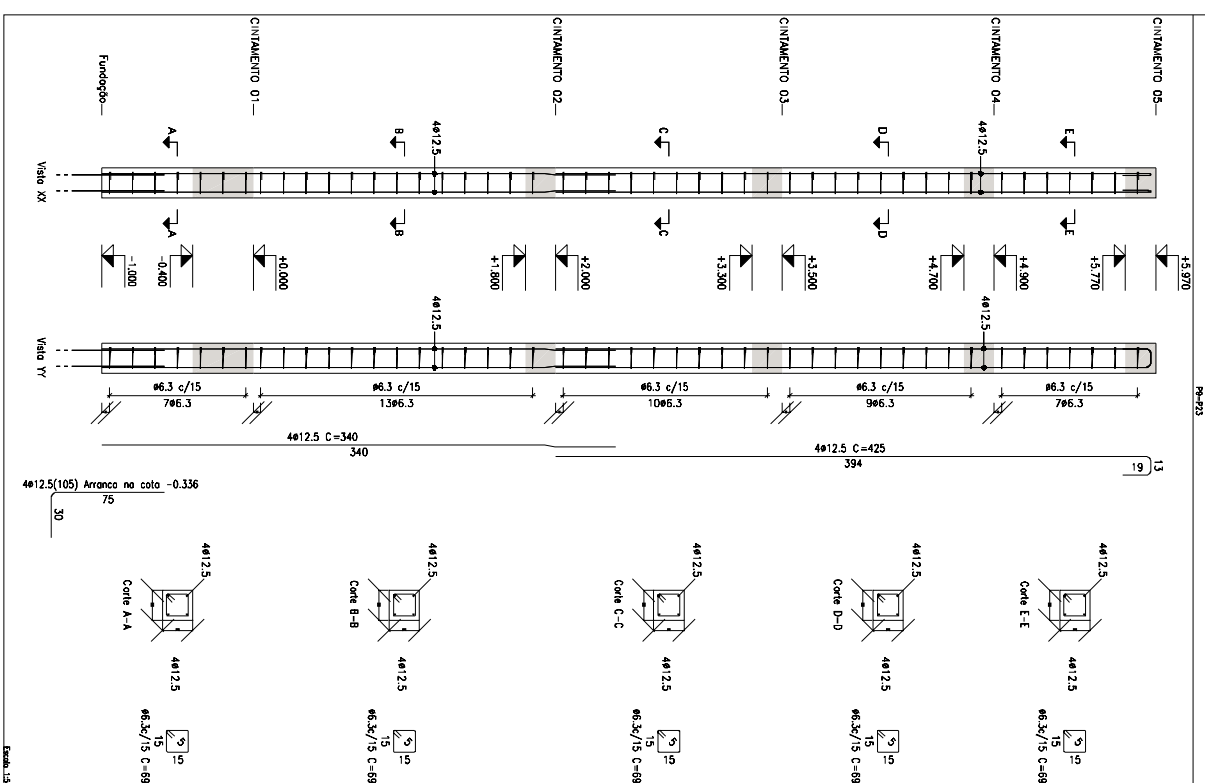 CINTAMENTO 05
CINTAMENTO 04
CINTAMENTO 03
CINTAMENTO 02
CINTAMENTO 01
Fundação
P9=P23
A
B
4ø12.5
C
D
4ø12.5
E
Vista XX
A
B
C
D
E
-1.000
-0.400
+0.000
+1.800
+2.000
+3.300
+3.500
+4.700
+4.900
+5.770
+5.970
4ø12.5
4ø12.5
Vista YY
ø6.3 c/15
7ø6.3
ø6.3 c/15
13ø6.3
ø6.3 c/15
10ø6.3
ø6.3 c/15
9ø6.3
ø6.3 c/15
7ø6.3
4ø12.5 C=340
340
4ø12.5 C=425
394
19
13
4ø12.5(105) Arranca na cota -0.336
75
30
4ø12.5
Corte A-A
4ø12.5
4ø12.5
Corte B-B
4ø12.5
4ø12.5
Corte C-C
4ø12.5
4ø12.5
Corte D-D
4ø12.5
4ø12.5
Corte E-E
4ø12.5
5
15
15
ø6.3c/15 C=69
5
15
15
ø6.3c/15 C=69
5
15
15
ø6.3c/15 C=69
5
15
15
ø6.3c/15 C=69
5
15
15
ø6.3c/15 C=69